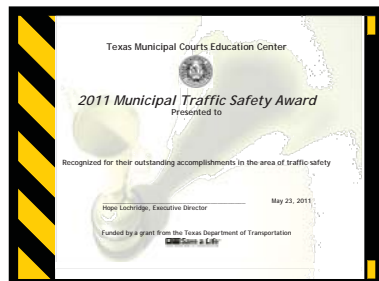 Texas Municipal Courts Education Center
2011 Municipal Traffic Safety Award
Presented to
Recognized for their outstanding accomplishments in the area of traffic safety
May 23, 2011
Hope Lochridge, Executive Director
Funded by a grant from the Texas Department of Transportation
Save a Life